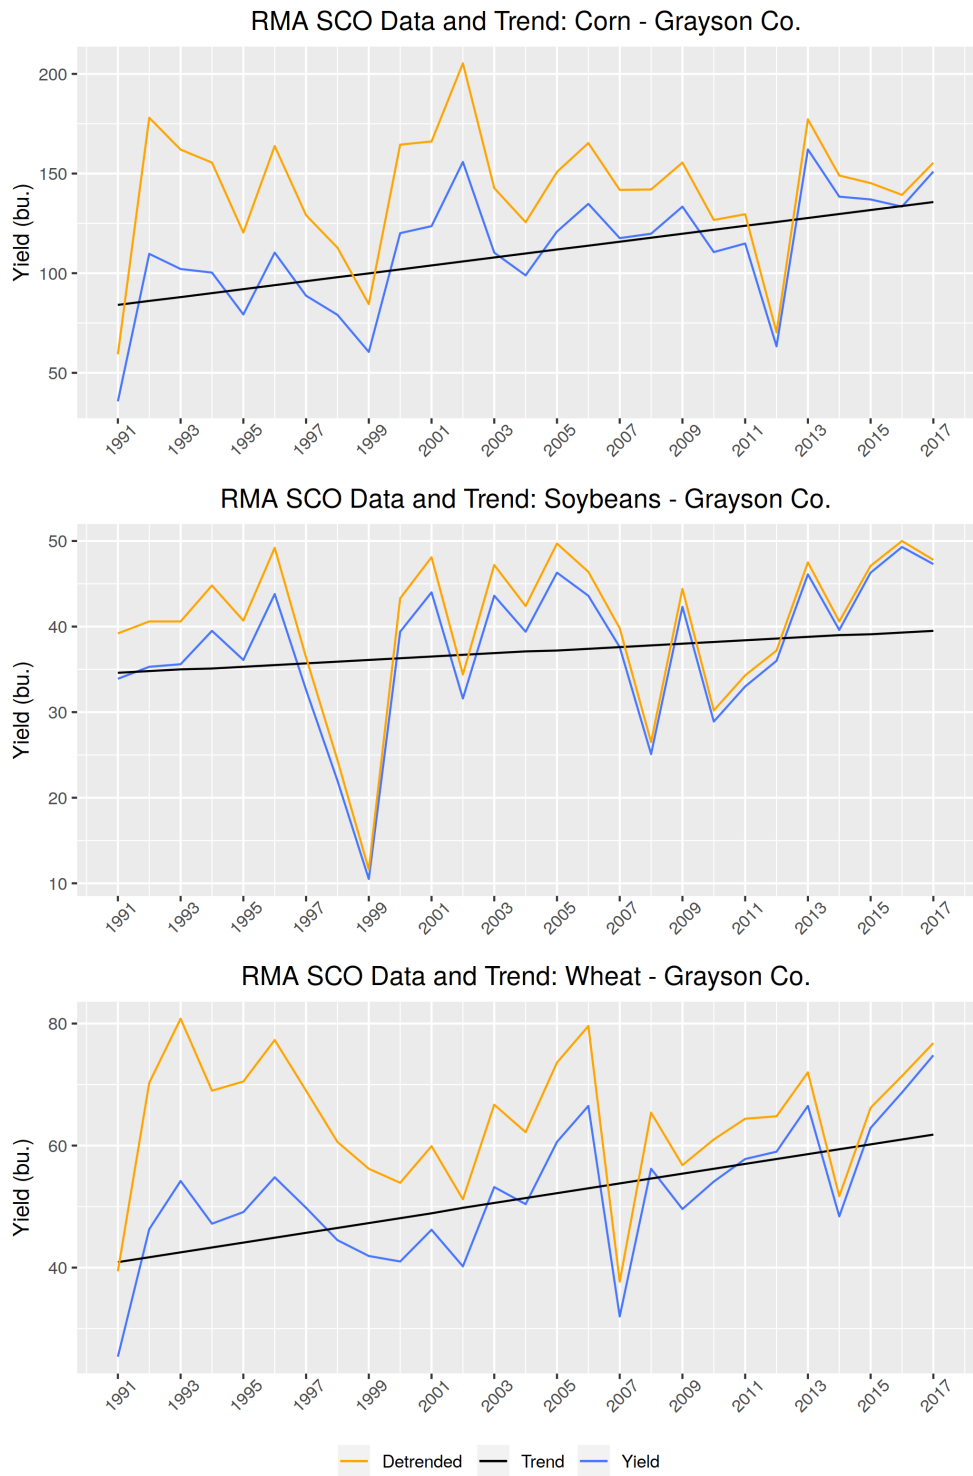 RMA SCO Data and Trend: Corn - Grayson Co.
Yield (bu.)
200
150
100
50
1991 1993 1995 1997 1999 2001 2003 2005 2007 2009 2011 2013 2015 2017
RMA SCO Data and Trend: Soybeans - Grayson Co.
Yield (bu.)
50
40
30
20
10
1991 1993 1995 1997 1999 2001 2003 2005 2007 2009 2011 2013 2015 2017
RMA SCO Data and Trend: Wheat - Grayson Co.
Yield (bu.)
80
60
40
1991 1993 1995 1997 1999 2001 2003 2005 2007 2009 2011 2013 2015 2017
Detrended Trend Yield